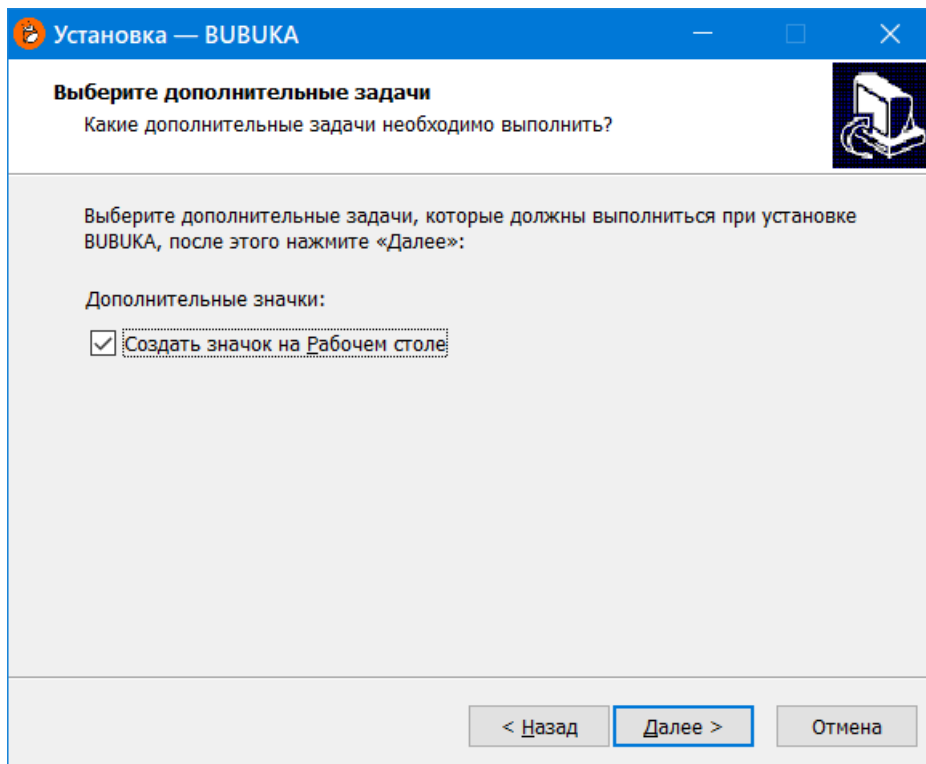 Установка — BUBUKA
Выберите дополнительные задачи
Какие дополнительные задачи необходимо выполнить?
Выберите дополнительные задачи, которые должны выполниться при установке
BUBUKA, после этого нажмите «Далее»:
Дополнительные значки:
Создать значок на Рабочем столе
< Назад
Далее >
Отмена